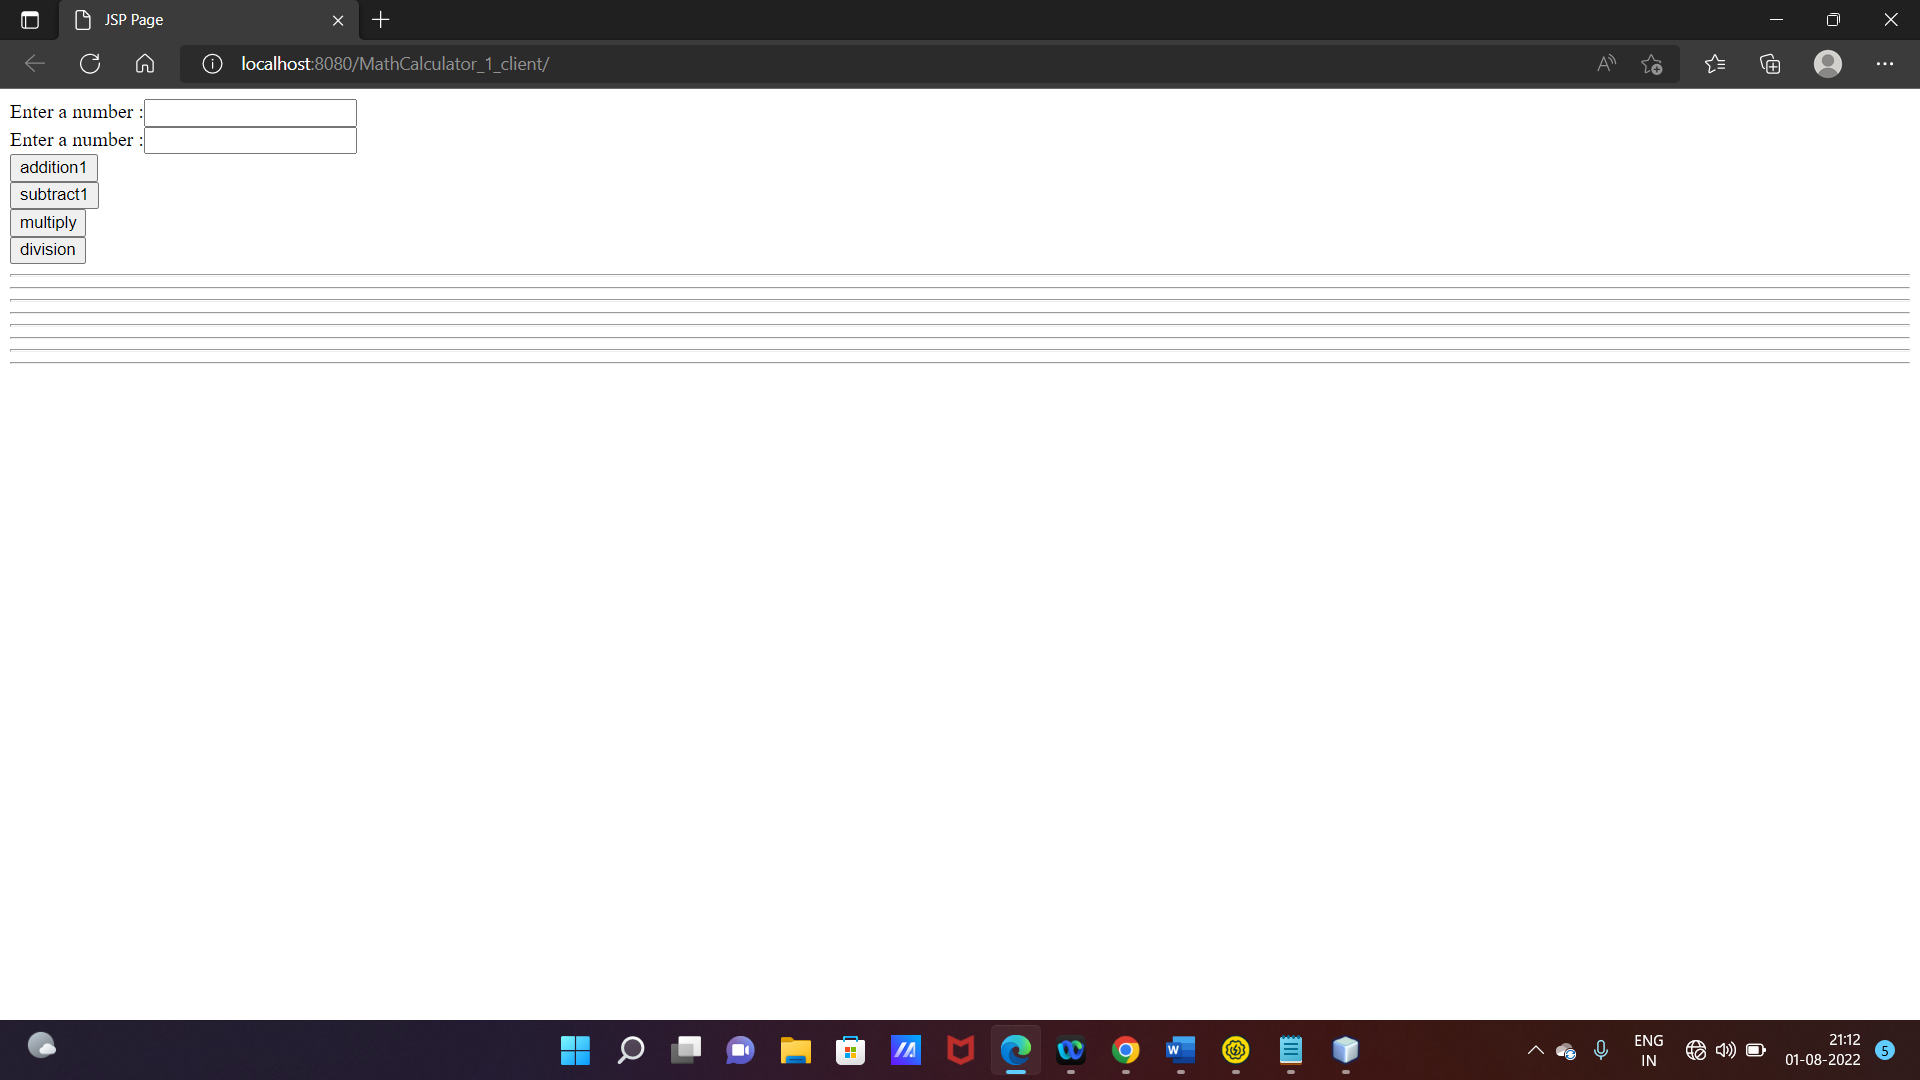 JSP Page
localhost:8080/MathCalculator_1_client/
Enter a number :
Enter a number :
addition1
subtract1
multiply
division
ENG
IN
21:12
01-08-2022
5